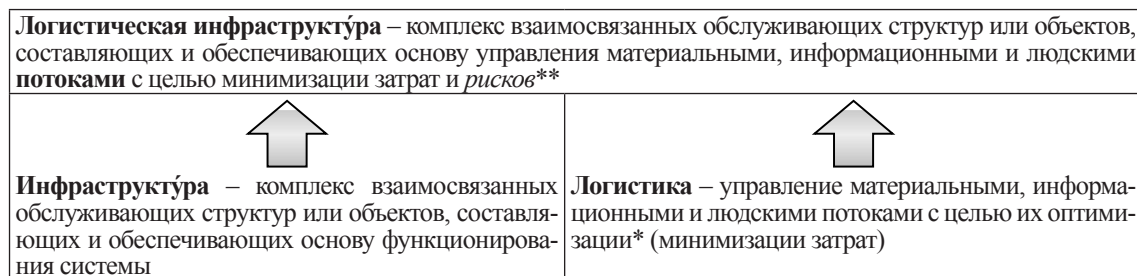 Логистическая инфраструкту́ра – комплекс взаимосвязанных обслуживающих структур или объектов,
составляющих и обеспечивающих основу управления материальными, информационными и людскими
потоками с целью минимизации затрат и рисков**
Инфраструкту́ра – комплекс взаимосвязанных
обслуживающих структур или объектов, составля-
ющих и обеспечивающих основу функционирова-
ния системы
Логистика – управление материальными, информа-
ционными и людскими потоками с целью их оптими-
зации* (минимизации затрат)